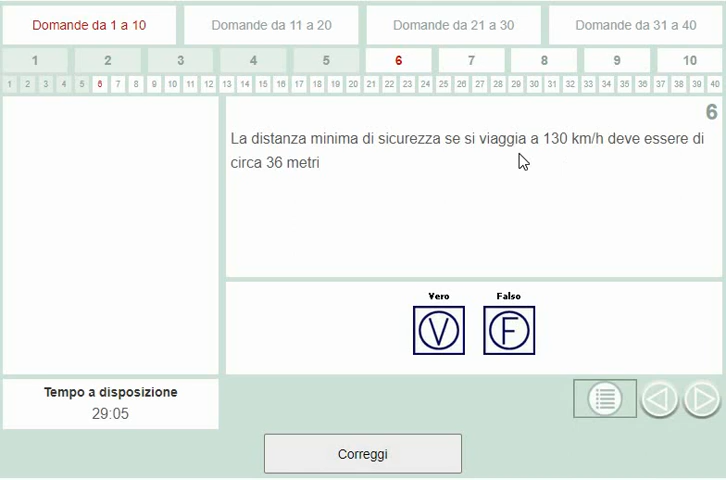 Domande da 1 a 10 Domande da 11 a 20 Domande da 21 a 30 Domande da 31 a 40
1 2 3 4 5 6 7 8 9 10
1 2 3 4 5 6 7 8 9 10 11 12 13 14 15 16 17 18 19 20 21 22 23 24 25 26 27 28 29 30 31 32 33 34 35 36 37 38 39 40
6
La distanza minima di sicurezza se si viaggia a 130 km/h deve essere di
circa 36 metri
Vero Falso
V F
Tempo a disposizione
29:05
Correggi